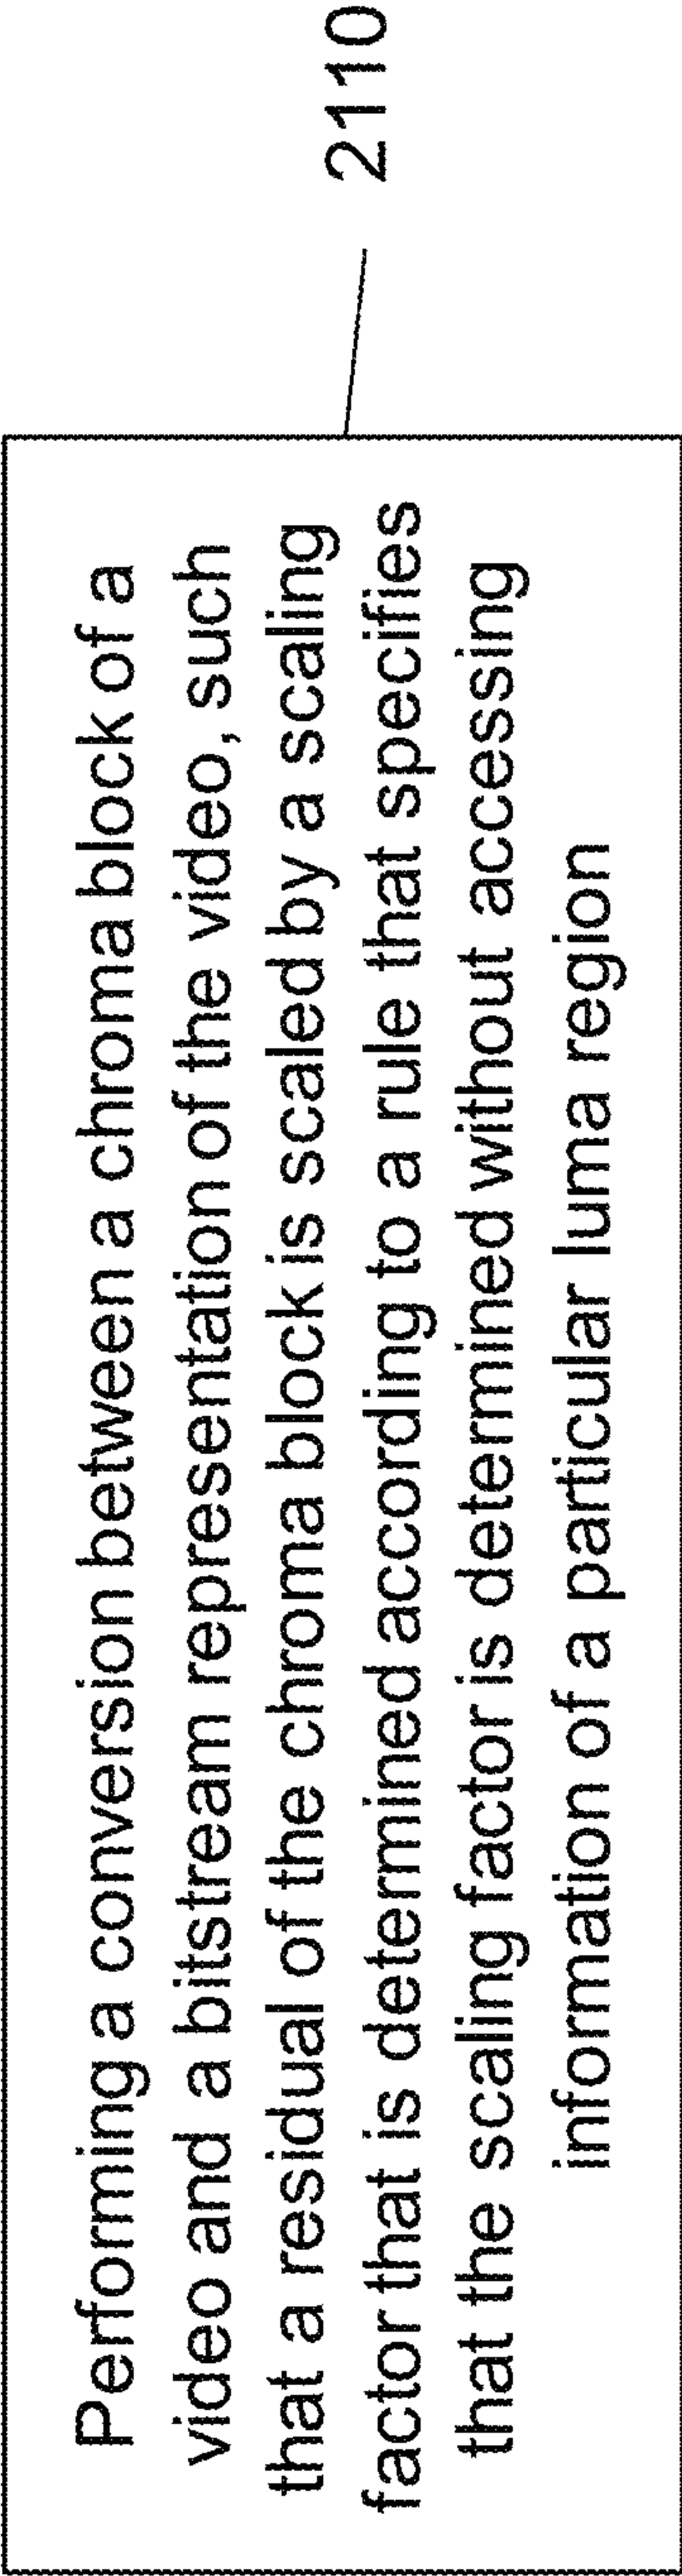 Performing a conversion between a chroma block of a
video and a bitstream representation of the video, such
that a residual of the chroma block is scaled by a scaling
factor that is determined according to a rule that specifies
that the scaling factor is determined without accessing
information of a particular luma region
2110